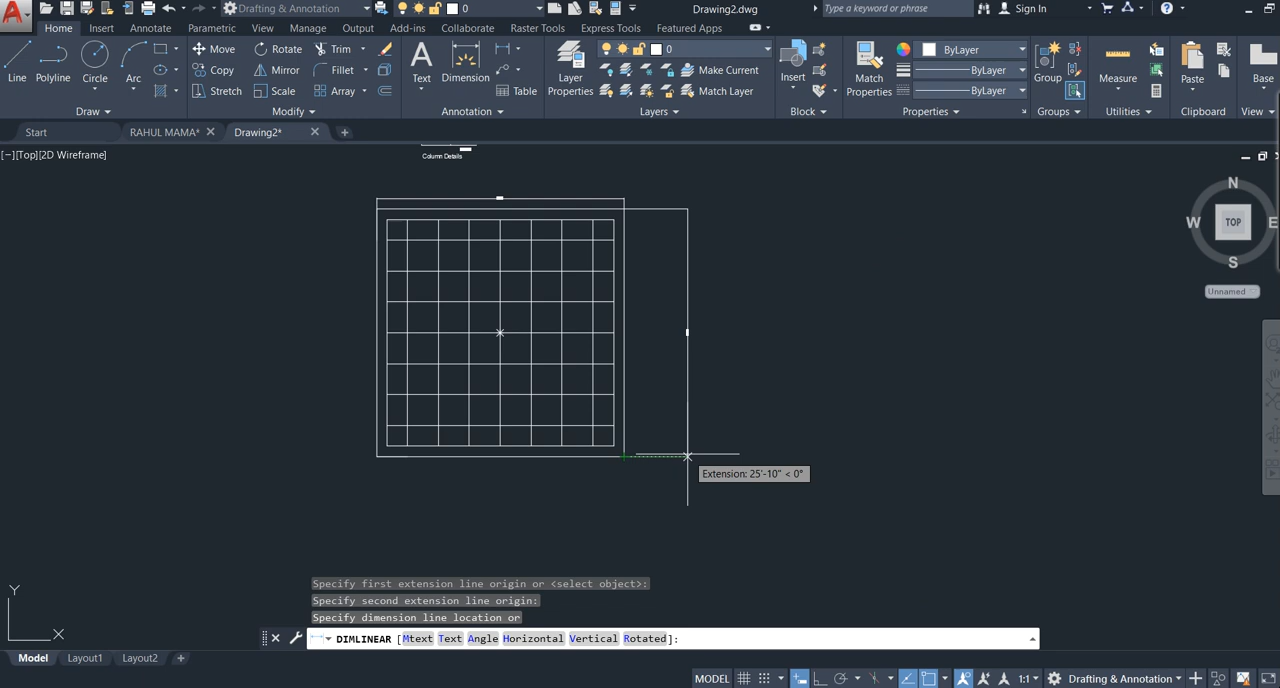 Drafting & Annotation
0
Drawing2.dwg
Type a keyword or phrase
Sign In
Home
Insert
Annotate
Parametric
View
Manage
Output
Add-ins
Collaborate
Raster Tools
Express Tools
Featured Apps
Line
Polyline
Circle
Arc
Move
Rotate
Trim
Copy
Mirror
Fillet
Stretch
Scale
Array
Text
Dimension
Table
Layer
Properties
0
Make Current
Match Layer
Insert
Match
Properties
ByLayer
ByLayer
ByLayer
Group
Measure
Paste
Base
Draw
Modify
Annotation
Layers
Block
Properties
Groups
Utilities
Clipboard
View
Start
RAHUL MAMA*
Drawing2*
[−][Top][2D Wireframe]
Column Details
N
W
TOP
E
S
Unnamed
Extension: 25'-10" < 0°
Y
X
Specify first extension line origin or <select object>:
Specify second extension line origin:
Specify dimension line location or
DIMLINEAR [Mtext Text Angle Horizontal Vertical Rotated]:
Model
Layout1
Layout2
MODEL
1:1
Drafting & Annotation